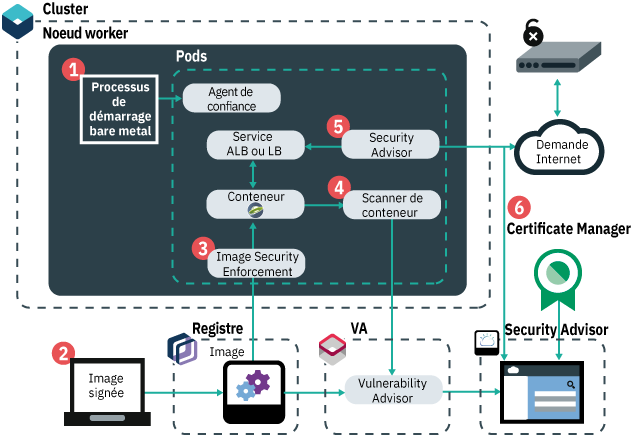 Cluster
Noeud worker
Pods
1
Processus
de
démarrage
bare metal
Agent de
confiance
Service
ALB ou LB
5
Security
Advisor
Demande
Internet
Conteneur
4
Scanner de
conteneur
6
Certificate Manager
3
Image Security
Enforcement
Registre
Image
VA
Security Advisor
2
Image
signée
Vulnerability
Advisor